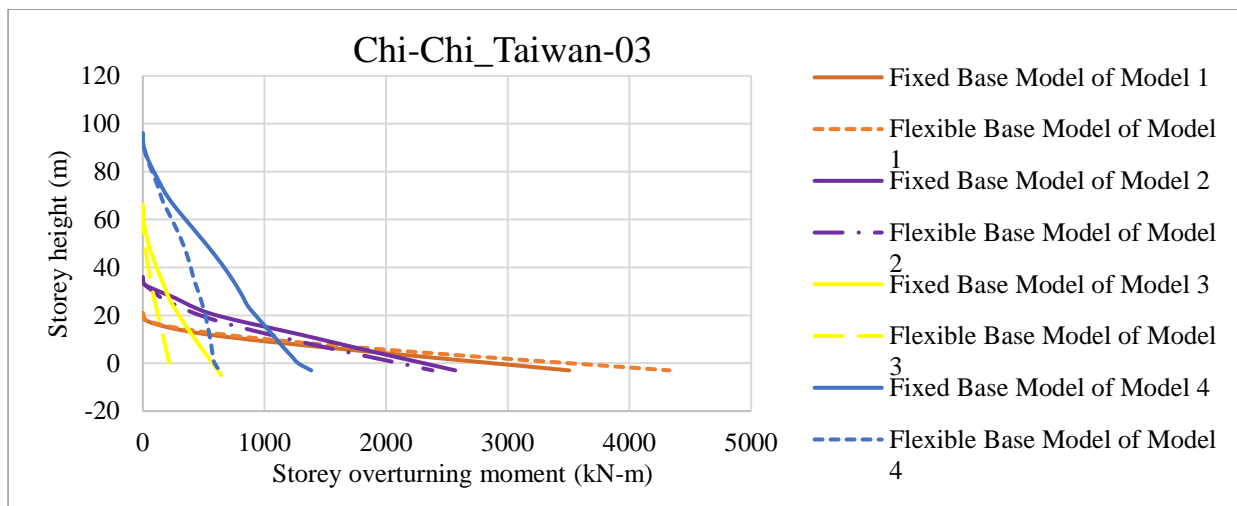 Chi-Chi_Taiwan-03
120
100
80
60
40
20
0
-20
Storey height (m)
0 1000 2000 3000 4000 5000
Storey overturning moment (kN-m)
Fixed Base Model of Model 1
Flexible Base Model of Model
1
Fixed Base Model of Model 2
Flexible Base Model of Model
2
Fixed Base Model of Model 3
Flexible Base Model of Model
3
Fixed Base Model of Model 4
Flexible Base Model of Model
4